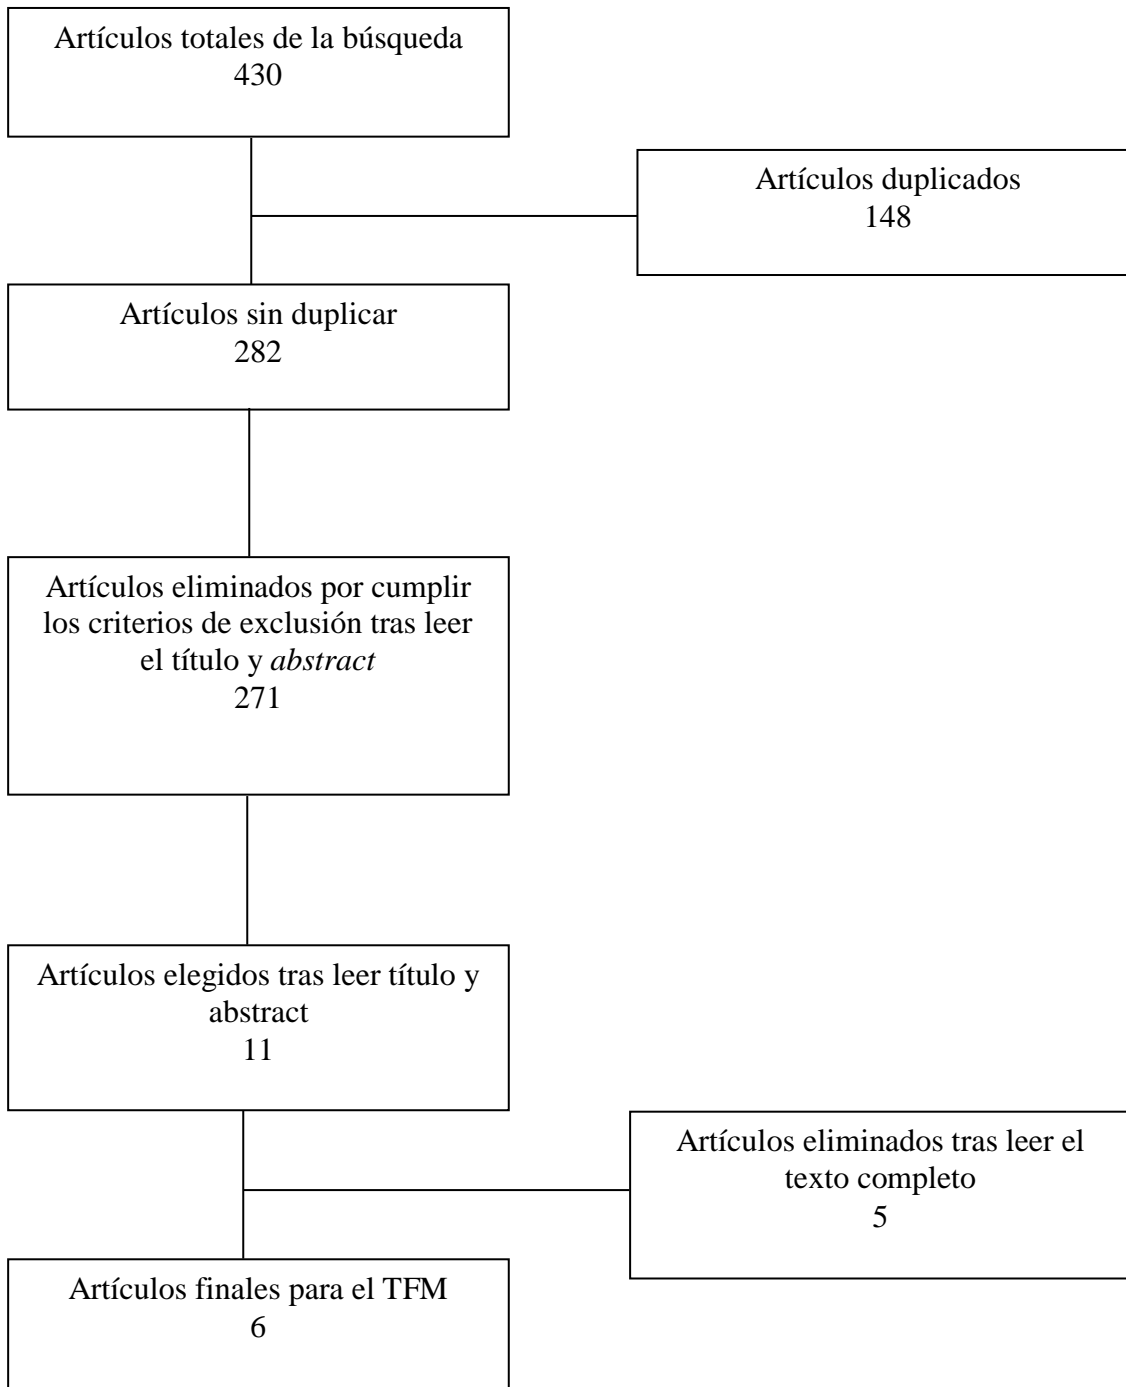 Artículos totales de la búsqueda
430
Artículos duplicados
148
Artículos sin duplicar
282
Artículos eliminados por cumplir
los criterios de exclusión tras leer
el título y abstract
271
Artículos elegidos tras leer título y
abstract
11
Artículos eliminados tras leer el
texto completo
5
Artículos finales para el TFM
6